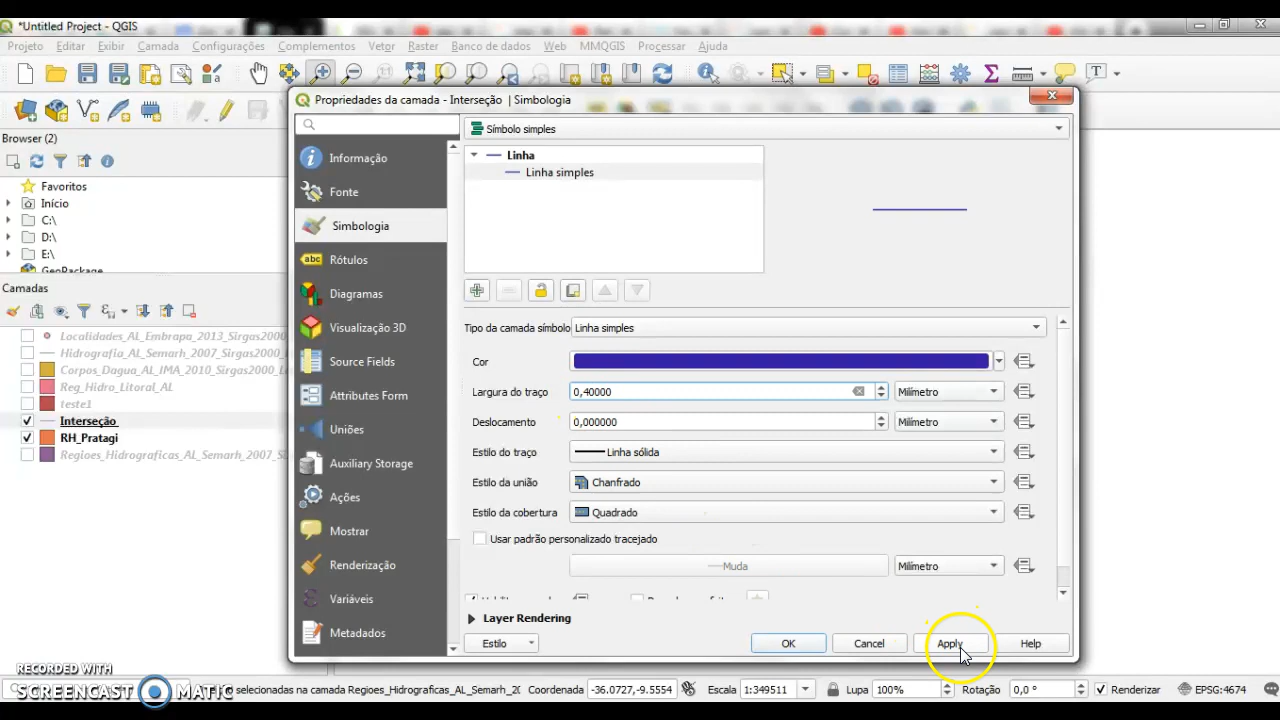 *Untitled Project - QGIS
Projeto Editar Exibir Camada Configurações Complementos Vetor Raster Banco de dados Web MMQGIS Processar Ajuda
Propriedades da camada - Interseção | Simbologia
Browser (2)
Favoritos
Início
C:\
D:\
E:\
GeoPackage
Camadas
Localidades_AL_Embrapa_2013_Sirgas2000
Hidrografia_AL_Semarh_2007_Sirgas2000_
Corpos_Dagua_AL_IMA_2010_Sirgas2000_
Reg_Hidro_Litoral_AL
teste1
Interseção
RH_Pratagi
Regioes_Hidrograficas_AL_Semarh_2007_S
Informação
Fonte
Simbologia
abc Rótulos
Diagramas
Visualização 3D
Source Fields
Attributes Form
Uniões
Auxiliary Storage
Ações
Mostrar
Renderização
Variáveis
Metadados
Símbolo simples
Linha
Linha simples
Tipo da camada símbolo Linha simples
Cor
Largura do traço 0,40000 Milímetro
Deslocamento 0,000000 Milímetro
Estilo do traço Linha sólida
Estilo da união Chanfrado
Estilo da cobertura Quadrado
Usar padrão personalizado tracejado
Muda Milímetro
Layer Rendering
Estilo OK Cancel Apply Help
RECORDED WITH
SCREENCAST MATIC
selecionadas na camada Regioes_Hidrograficas_AL_Semarh_20 Coordenada -36.0727,-9.5554 Escala 1:349511 Lupa 100% Rotação 0,0 ° Renderizar EPSG:4674